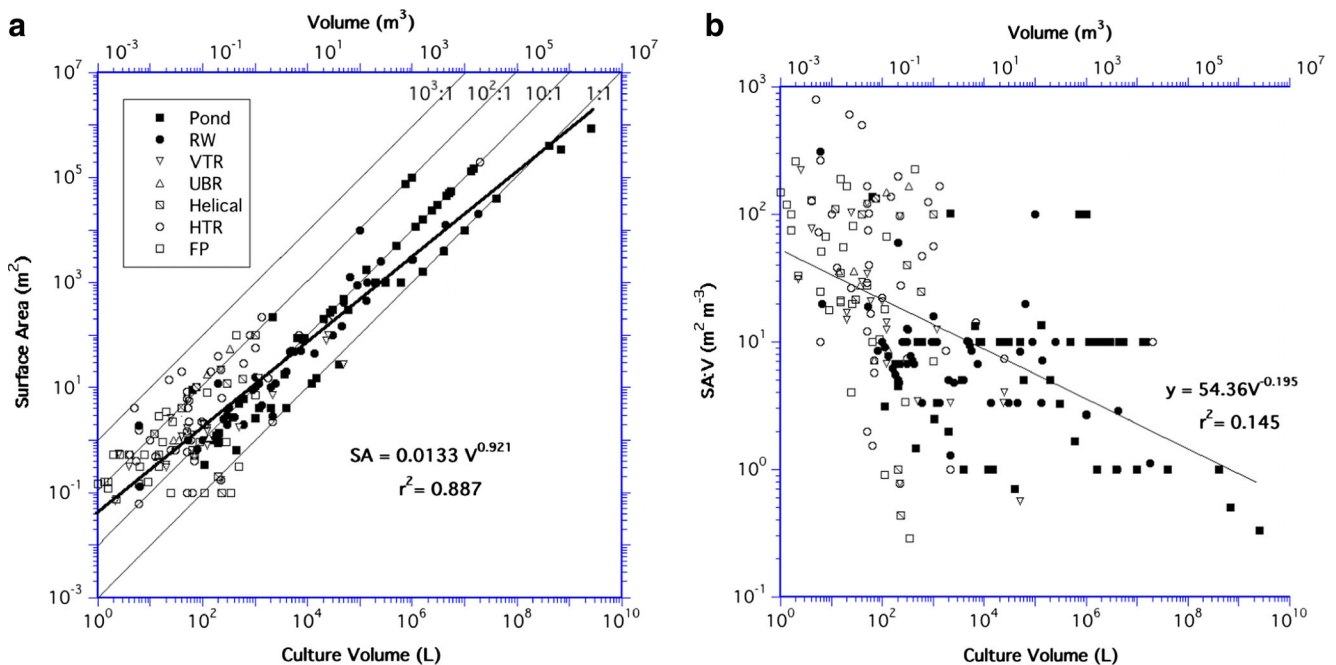 a
Volume (m³)
10⁻³ 10⁻¹ 10¹ 10³ 10⁵ 10⁷
10⁷
10⁵
10³
10¹
10⁻¹
10⁻³
Surface Area (m²)
10³:1 10²:1 10:1 1:1
Pond
RW
VTR
UBR
Helical
HTR
FP
SA = 0.0133 V⁰·⁹²¹
r² = 0.887
10⁰ 10² 10⁴ 10⁶ 10⁸ 10¹⁰
Culture Volume (L)
b
Volume (m³)
10⁻³ 10⁻¹ 10¹ 10³ 10⁵ 10⁷
10³
10²
10¹
10⁰
10⁻¹
SA:V (m² m⁻³)
y = 54.36V⁻⁰·¹⁹⁵
r² = 0.145
10⁰ 10² 10⁴ 10⁶ 10⁸ 10¹⁰
Culture Volume (L)